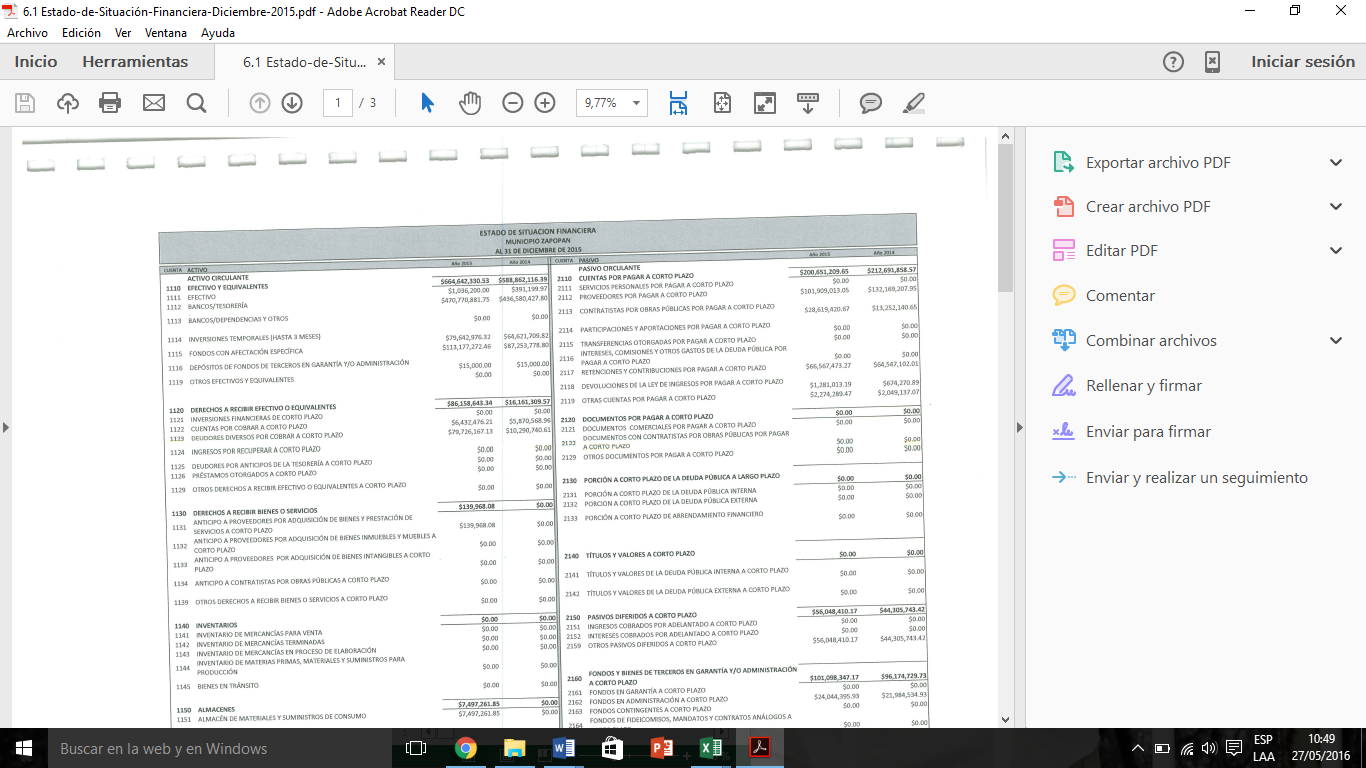 6.1 Estado-de-Situación-Financiera-Diciembre-2015.pdf - Adobe Acrobat Reader DC
Archivo Edición Ver Ventana Ayuda
Inicio Herramientas 6.1 Estado-de-Situ... × Iniciar sesión
1 / 3 9,77%
ESTADO DE SITUACION FINANCIERA
MUNICIPIO ZAPOPAN
AL 31 DE DICIEMBRE DE 2015
CUENTA ACTIVO Año 2015 Año 2014
ACTIVO CIRCULANTE
1110 EFECTIVO Y EQUIVALENTES $664,642,330.53 $588,862,116.39
1111 EFECTIVO $1,036,200.00 $391,199.97
1112 BANCOS/TESORERÍA $470,770,881.75 $436,580,427.80
1113 BANCOS/DEPENDENCIAS Y OTROS $0.00 $0.00
1114 INVERSIONES TEMPORALES (HASTA 3 MESES) $79,642,976.32 $64,621,709.82
1115 FONDOS CON AFECTACIÓN ESPECÍFICA $113,177,272.46 $87,253,778.80
1116 DEPÓSITOS DE FONDOS DE TERCEROS EN GARANTÍA Y/O ADMINISTRACIÓN $15,000.00 $15,000.00
1119 OTROS EFECTIVOS Y EQUIVALENTES $0.00 $0.00
1120 DERECHOS A RECIBIR EFECTIVO O EQUIVALENTES $86,158,643.34 $16,161,309.57
1121 INVERSIONES FINANCIERAS DE CORTO PLAZO $0.00 $0.00
1122 CUENTAS POR COBRAR A CORTO PLAZO $6,432,476.21 $5,870,568.96
1123 DEUDORES DIVERSOS POR COBRAR A CORTO PLAZO $79,726,167.13 $10,290,740.61
1124 INGRESOS POR RECUPERAR A CORTO PLAZO $0.00 $0.00
1125 DEUDORES POR ANTICIPOS DE LA TESORERÍA A CORTO PLAZO $0.00 $0.00
1126 PRÉSTAMOS OTORGADOS A CORTO PLAZO $0.00 $0.00
1129 OTROS DERECHOS A RECIBIR EFECTIVO O EQUIVALENTES A CORTO PLAZO $0.00 $0.00
1130 DERECHOS A RECIBIR BIENES O SERVICIOS $139,968.08 $0.00
1131 ANTICIPO A PROVEEDORES POR ADQUISICIÓN DE BIENES Y PRESTACIÓN DE
SERVICIOS A CORTO PLAZO $139,968.08 $0.00
1132 ANTICIPO A PROVEEDORES POR ADQUISICIÓN DE BIENES INMUEBLES Y MUEBLES A
CORTO PLAZO $0.00 $0.00
1133 ANTICIPO A PROVEEDORES POR ADQUISICIÓN DE BIENES INTANGIBLES A CORTO
PLAZO $0.00 $0.00
1134 ANTICIPO A CONTRATISTAS POR OBRAS PÚBLICAS A CORTO PLAZO $0.00 $0.00
1139 OTROS DERECHOS A RECIBIR BIENES O SERVICIOS A CORTO PLAZO $0.00 $0.00
1140 INVENTARIOS $0.00 $0.00
1141 INVENTARIO DE MERCANCÍAS PARA VENTA $0.00 $0.00
1142 INVENTARIO DE MERCANCÍAS TERMINADAS $0.00 $0.00
1143 INVENTARIO DE MERCANCÍAS EN PROCESO DE ELABORACIÓN $0.00 $0.00
1144 INVENTARIO DE MATERIAS PRIMAS, MATERIALES Y SUMINISTROS PARA
PRODUCCIÓN $0.00 $0.00
1145 BIENES EN TRÁNSITO $0.00 $0.00
1150 ALMACENES $7,497,261.85 $0.00
1151 ALMACÉN DE MATERIALES Y SUMINISTROS DE CONSUMO $7,497,261.85 $0.00
CUENTA PASIVO Año 2015 Año 2014
PASIVO CIRCULANTE
2110 CUENTAS POR PAGAR A CORTO PLAZO $200,651,209.65 $212,691,858.57
2111 SERVICIOS PERSONALES POR PAGAR A CORTO PLAZO $0.00 $0.00
2112 PROVEEDORES POR PAGAR A CORTO PLAZO $101,909,013.05 $132,169,207.95
2113 CONTRATISTAS POR OBRAS PÚBLICAS POR PAGAR A CORTO PLAZO $28,619,420.67 $13,252,140.65
2114 PARTICIPACIONES Y APORTACIONES POR PAGAR A CORTO PLAZO $0.00 $0.00
2115 TRANSFERENCIAS OTORGADAS POR PAGAR A CORTO PLAZO $0.00 $0.00
2116 INTERESES, COMISIONES Y OTROS GASTOS DE LA DEUDA PÚBLICA POR
PAGAR A CORTO PLAZO $0.00 $0.00
2117 RETENCIONES Y CONTRIBUCIONES POR PAGAR A CORTO PLAZO $66,567,473.27 $64,547,102.01
2118 DEVOLUCIONES DE LA LEY DE INGRESOS POR PAGAR A CORTO PLAZO $1,281,013.19 $674,270.89
2119 OTRAS CUENTAS POR PAGAR A CORTO PLAZO $2,274,289.47 $2,049,137.07
2120 DOCUMENTOS POR PAGAR A CORTO PLAZO $0.00 $0.00
2121 DOCUMENTOS COMERCIALES POR PAGAR A CORTO PLAZO $0.00 $0.00
2122 DOCUMENTOS CON CONTRATISTAS POR OBRAS PÚBLICAS POR PAGAR
A CORTO PLAZO $0.00 $0.00
2129 OTROS DOCUMENTOS POR PAGAR A CORTO PLAZO $0.00 $0.00
2130 PORCIÓN A CORTO PLAZO DE LA DEUDA PÚBLICA A LARGO PLAZO $0.00 $0.00
2131 PORCIÓN A CORTO PLAZO DE LA DEUDA PÚBLICA INTERNA $0.00 $0.00
2132 PORCION A CORTO PLAZO DE LA DEUDA PÚBLICA EXTERNA $0.00 $0.00
2133 PORCIÓN A CORTO PLAZO DE ARRENDAMIENTO FINANCIERO $0.00 $0.00
2140 TÍTULOS Y VALORES A CORTO PLAZO $0.00 $0.00
2141 TÍTULOS Y VALORES DE LA DEUDA PÚBLICA INTERNA A CORTO PLAZO $0.00 $0.00
2142 TÍTULOS Y VALORES DE LA DEUDA PÚBLICA EXTERNA A CORTO PLAZO $0.00 $0.00
2150 PASIVOS DIFERIDOS A CORTO PLAZO $56,048,410.17 $44,305,743.42
2151 INGRESOS COBRADOS POR ADELANTADO A CORTO PLAZO $0.00 $0.00
2152 INTERESES COBRADOS POR ADELANTADO A CORTO PLAZO $0.00 $0.00
2159 OTROS PASIVOS DIFERIDOS A CORTO PLAZO $56,048,410.17 $44,305,743.42
2160 FONDOS Y BIENES DE TERCEROS EN GARANTÍA Y/O ADMINISTRACIÓN
A CORTO PLAZO $101,098,347.17 $96,174,729.73
2161 FONDOS EN GARANTÍA A CORTO PLAZO $0.00 $0.00
2162 FONDOS EN ADMINISTRACIÓN A CORTO PLAZO $24,044,395.93 $21,984,534.93
2163 FONDOS CONTINGENTES A CORTO PLAZO $0.00 $0.00
2164 FONDOS DE FIDEICOMISOS, MANDATOS Y CONTRATOS ANÁLOGOS A
$0.00 $0.00
Exportar archivo PDF
Crear archivo PDF
Editar PDF
Comentar
Combinar archivos
Rellenar y firmar
Enviar para firmar
Enviar y realizar un seguimiento
Buscar en la web y en Windows
ESP
LAA
10:49
27/05/2016